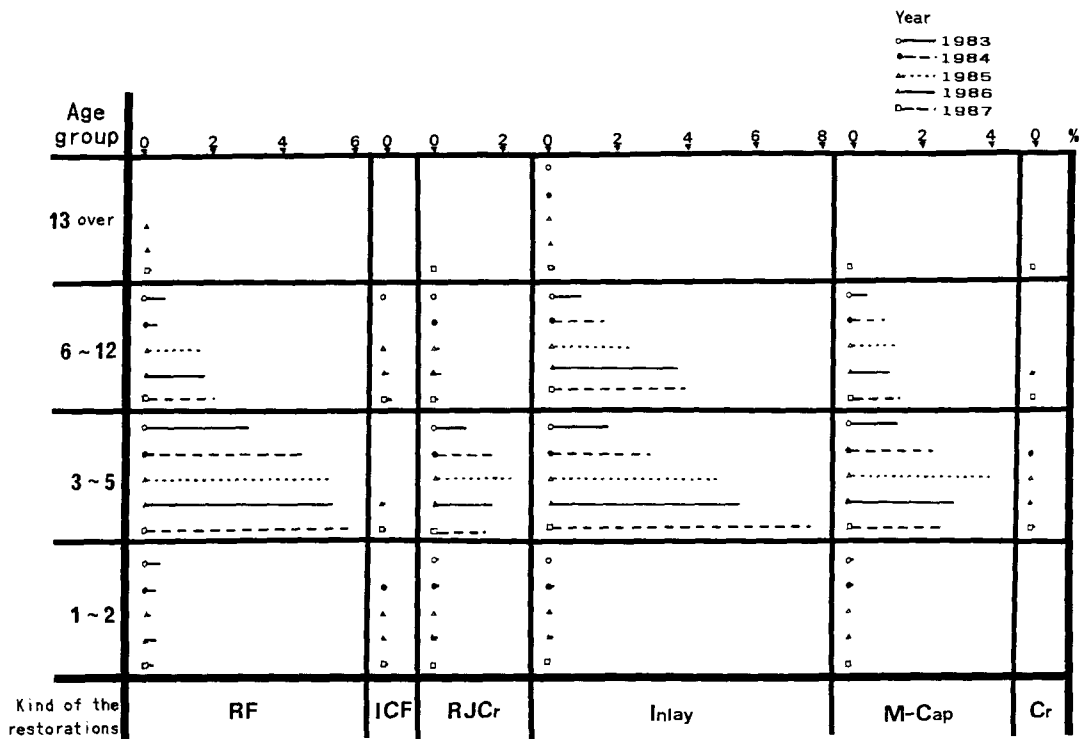 Year
1983
1984
1985
1986
1987
Age
group
0 2 4 6 0 0 2 0 2 4 6 8 0 2 4 0 %
13 over
6 ~ 12
3 ~ 5
1 ~ 2
Kind of the
restorations
RF ICF RJCr Inlay M-Cap Cr